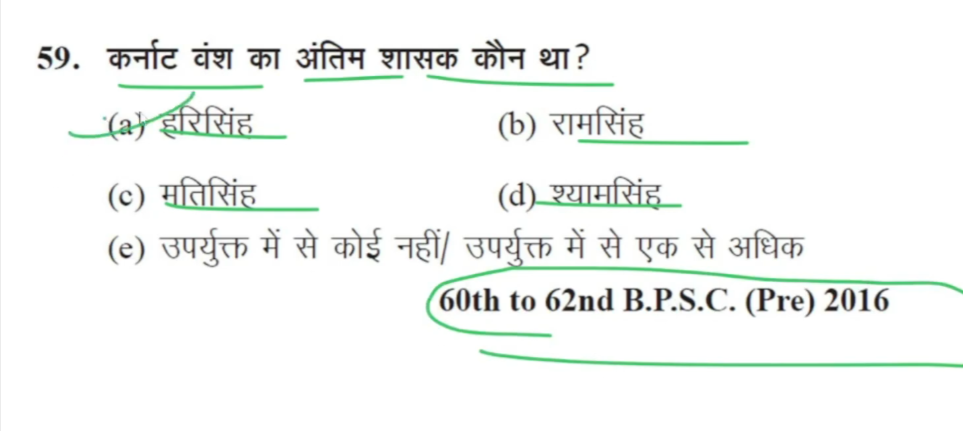 59. कर्नाट वंश का अंतिम शासक कौन था?
(a) हरिसिंह (b) रामसिंह
(c) मतिसिंह (d) श्यामसिंह
(e) उपर्युक्त में से कोई नहीं/ उपर्युक्त में से एक से अधिक
60th to 62nd B.P.S.C. (Pre) 2016